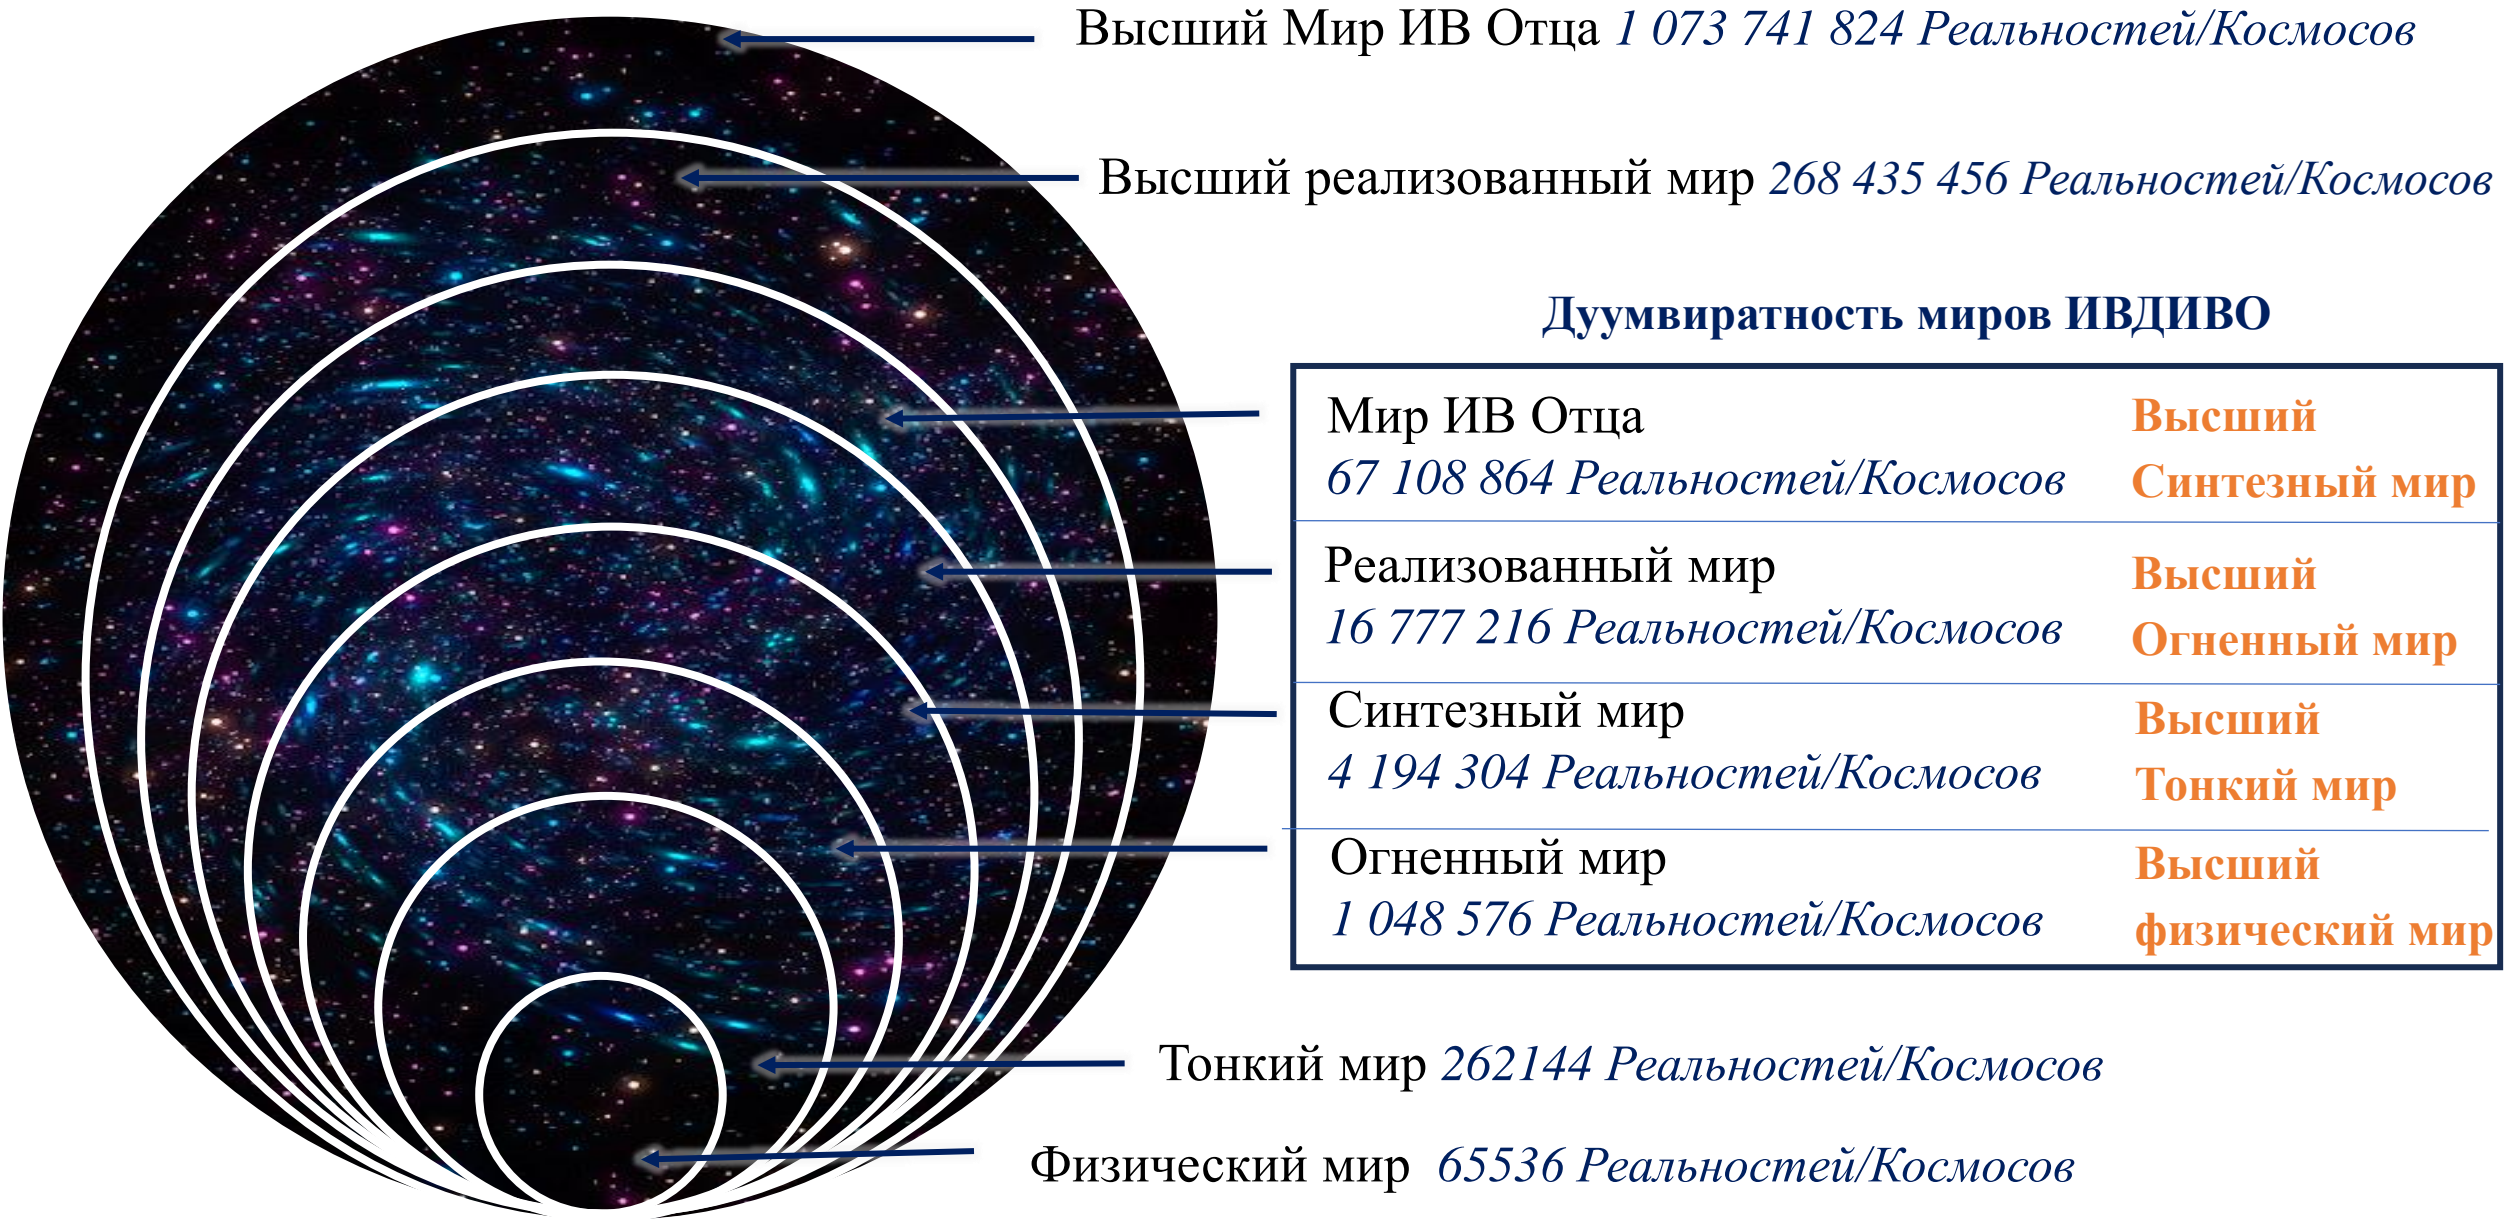 Высший Мир ИВ Отца 1 073 741 824 Реальностей/Космосов
Высший реализованный мир 268 435 456 Реальностей/Космосов
Дуумвиратность миров ИВДИВО
Мир ИВ Отца
67 108 864 Реальностей/Космосов
Высший
Синтезный мир
Реализованный мир
16 777 216 Реальностей/Космосов
Высший
Огненный мир
Синтезный мир
4 194 304 Реальностей/Космосов
Высший
Тонкий мир
Огненный мир
1 048 576 Реальностей/Космосов
Высший
физический мир
Тонкий мир 262144 Реальностей/Космосов
Физический мир 65536 Реальностей/Космосов